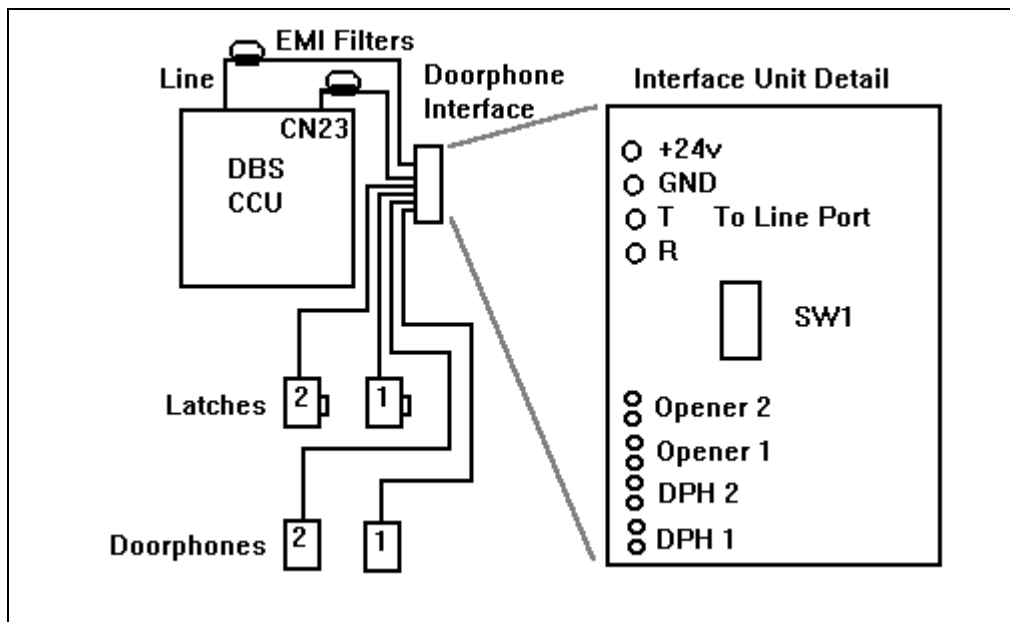 EMI Filters
Line
Doorphone
Interface
Interface Unit Detail
CN23
DBS
CCU
+24v
GND
T To Line Port
R
SW1
Latches
2
1
Opener 2
Opener 1
DPH 2
DPH 1
Doorphones
2
1